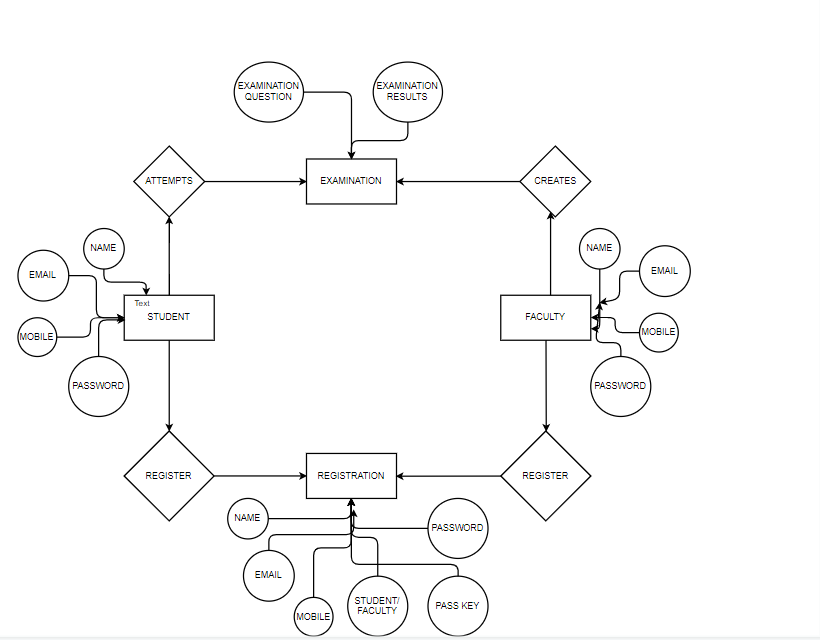 EXAMINATION
QUESTION
EXAMINATION
RESULTS
ATTEMPTS
EXAMINATION
CREATES
NAME
NAME
EMAIL
EMAIL
Text
STUDENT
FACULTY
MOBILE
MOBILE
PASSWORD
PASSWORD
REGISTER
REGISTRATION
REGISTER
NAME
PASSWORD
EMAIL
STUDENT/
FACULTY
PASS KEY
MOBILE